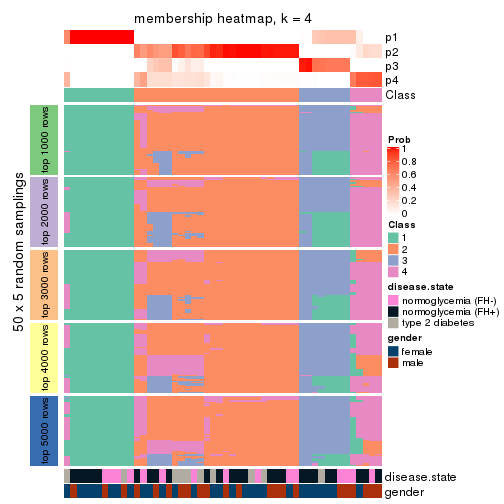 membership heatmap, k = 4
p1
p2
p3
p4
Class
50 x 5 random samplings
top 1000 rows
top 2000 rows
top 3000 rows
top 4000 rows
top 5000 rows
disease.state
gender
Prob
1
0.8
0.6
0.4
0.2
0
Class
1
2
3
4
disease.state
normoglycemia (FH-)
normoglycemia (FH+)
type 2 diabetes
gender
female
male